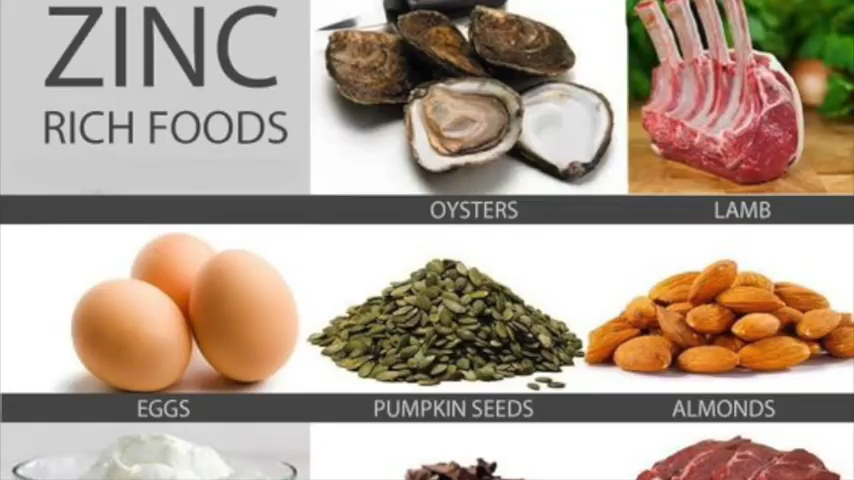 ZINC
RICH FOODS
OYSTERS
LAMB
EGGS
PUMPKIN SEEDS
ALMONDS